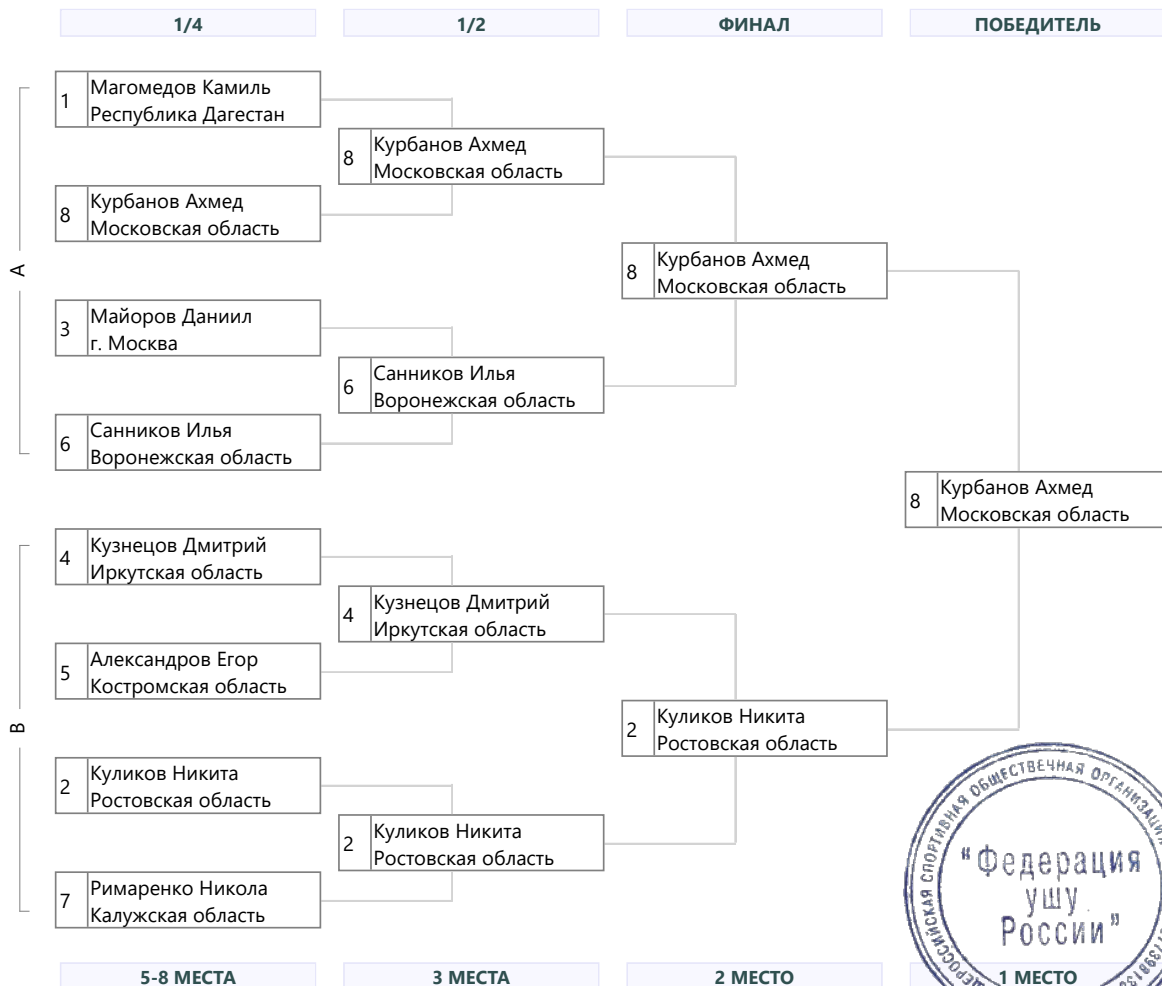 1/4
1/2
ФИНАЛ
ПОБЕДИТЕЛЬ
A
1
Магомедов Камиль
Республика Дагестан
8
Курбанов Ахмед
Московская область
3
Майоров Даниил
г. Москва
6
Санников Илья
Воронежская область
B
4
Кузнецов Дмитрий
Иркутская область
5
Александров Егор
Костромская область
2
Куликов Никита
Ростовская область
7
Римаренко Никола
Калужская область
8
Курбанов Ахмед
Московская область
6
Санников Илья
Воронежская область
4
Кузнецов Дмитрий
Иркутская область
2
Куликов Никита
Ростовская область
8
Курбанов Ахмед
Московская область
2
Куликов Никита
Ростовская область
8
Курбанов Ахмед
Московская область
СПОРТИВНАЯ ОБЩЕСТВЕННАЯ ОРГАНИЗАЦИЯ
"Федерация
ушу
России"
5-8 МЕСТА
3 МЕСТА
2 МЕСТО
1 МЕСТО